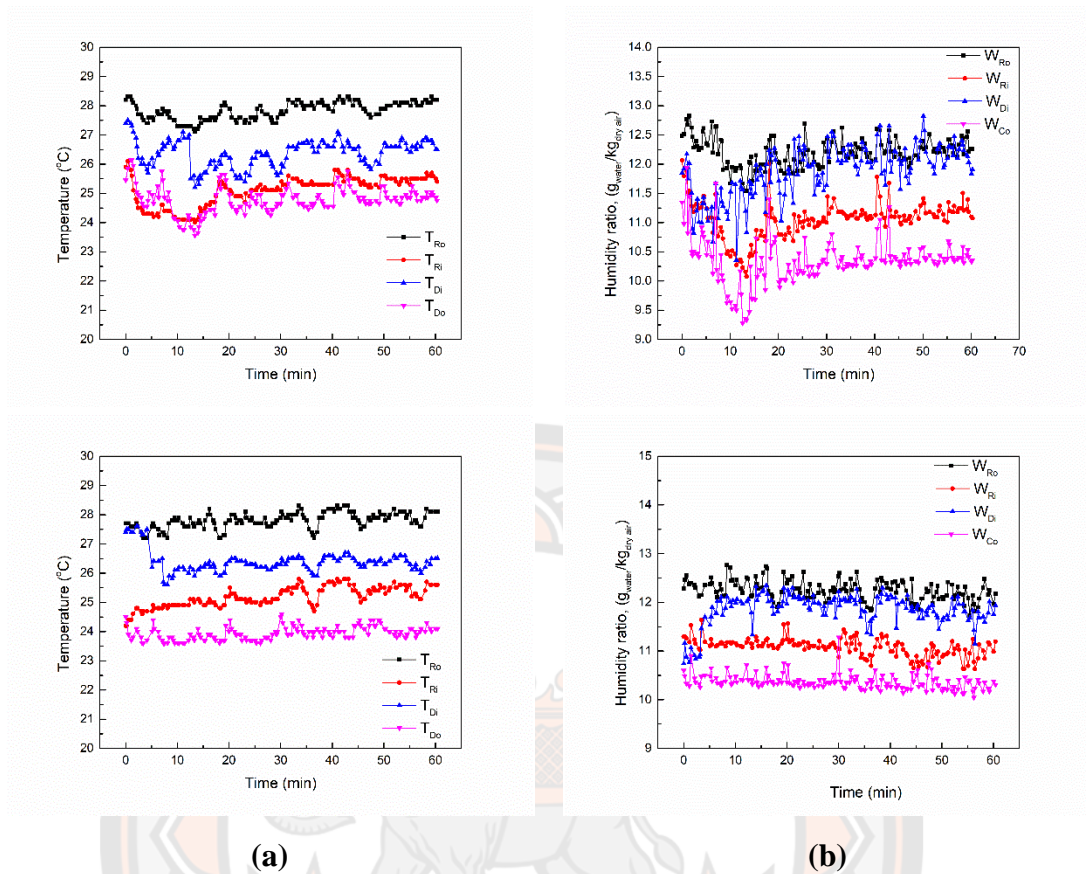 30
29
28
27
26
25
24
23
22
21
20
Temperature (°C)
T_Ro
T_Ri
T_Di
T_Do
0 10 20 30 40 50 60
Time (min)
14.0
13.5
13.0
12.5
12.0
11.5
11.0
10.5
10.0
9.5
9.0
Humidity ratio, (g_water/kg_dry air)
W_Ro
W_Ri
W_Di
W_Co
0 10 20 30 40 50 60 70
Time (min)
30
29
28
27
26
25
24
23
22
21
20
Temperature (°C)
T_Ro
T_Ri
T_Di
T_Do
0 10 20 30 40 50 60
Time (min)
15
14
13
12
11
10
9
Humidity ratio, (g_water/kg_dry air)
W_Ro
W_Ri
W_Di
W_Co
0 10 20 30 40 50 60
Time (min)
(a) (b)